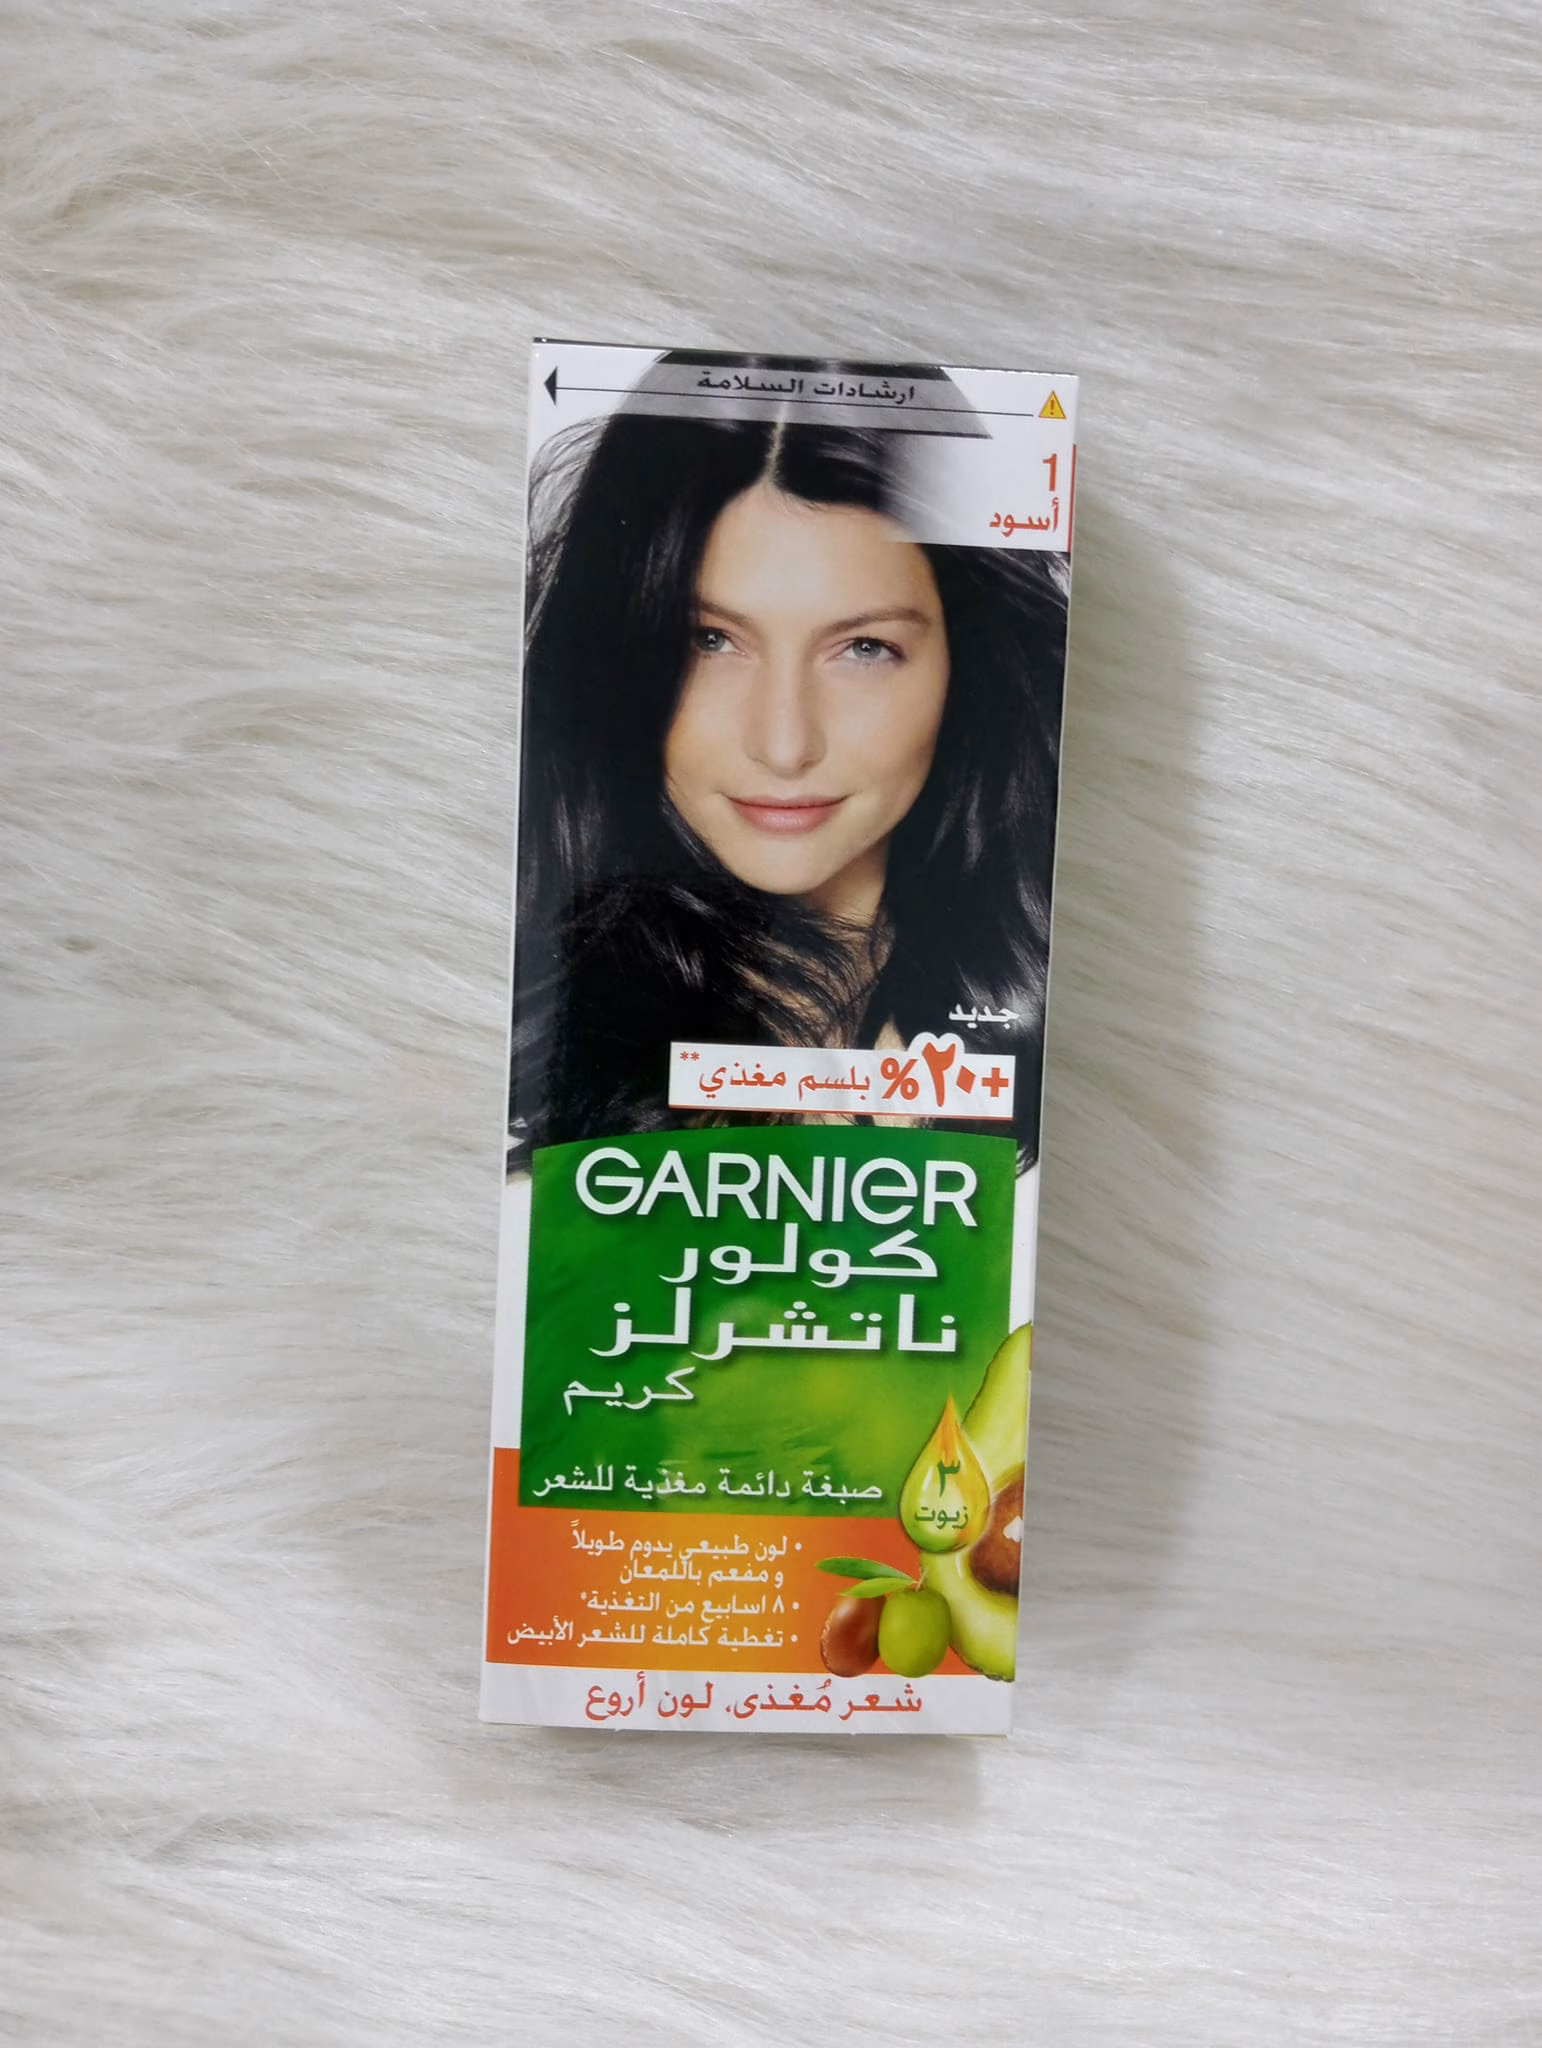 ارشادات السلامة
1
أسود
جديد
+٢٠% بلسم مغذي**
GARNIER
كولور
ناتشرلز
كريم
صبغة دائمة مغذية للشعر
٣
زيوت
• لون طبيعي يدوم طويلاً
و مفعم باللمعان
• ٨ اسابيع من التغذية*
• تغطية كاملة للشعر الأبيض
شعر مُغذى، لون أروع